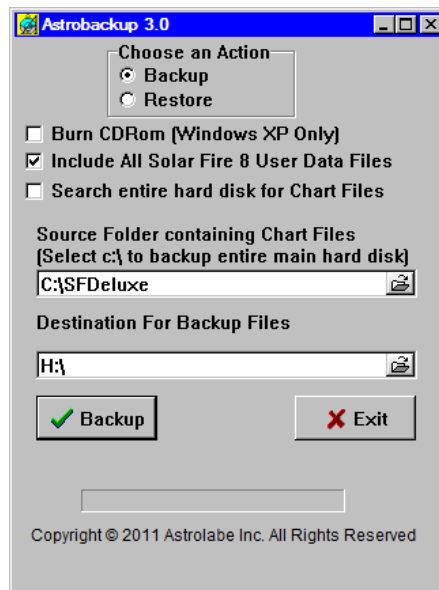 Astrobackup 3.0
Choose an Action
Backup
Restore
Burn CDRom (Windows XP Only)
Include All Solar Fire 8 User Data Files
Search entire hard disk for Chart Files
Source Folder containing Chart Files
(Select c:\ to backup entire main hard disk)
C:\SFDeluxe
Destination For Backup Files
H:\
Backup
Exit
Copyright © 2011 Astrolabe Inc. All Rights Reserved